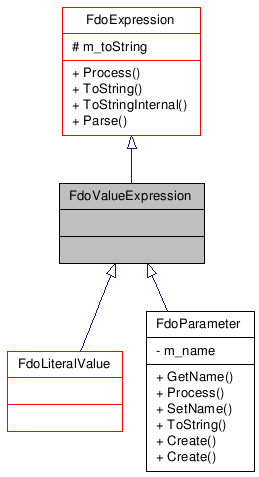 FdoExpression
# m_toString
+ Process()
+ ToString()
+ ToStringInternal()
+ Parse()
FdoValueExpression
FdoLiteralValue
FdoParameter
- m_name
+ GetName()
+ Process()
+ SetName()
+ ToString()
+ Create()
+ Create()